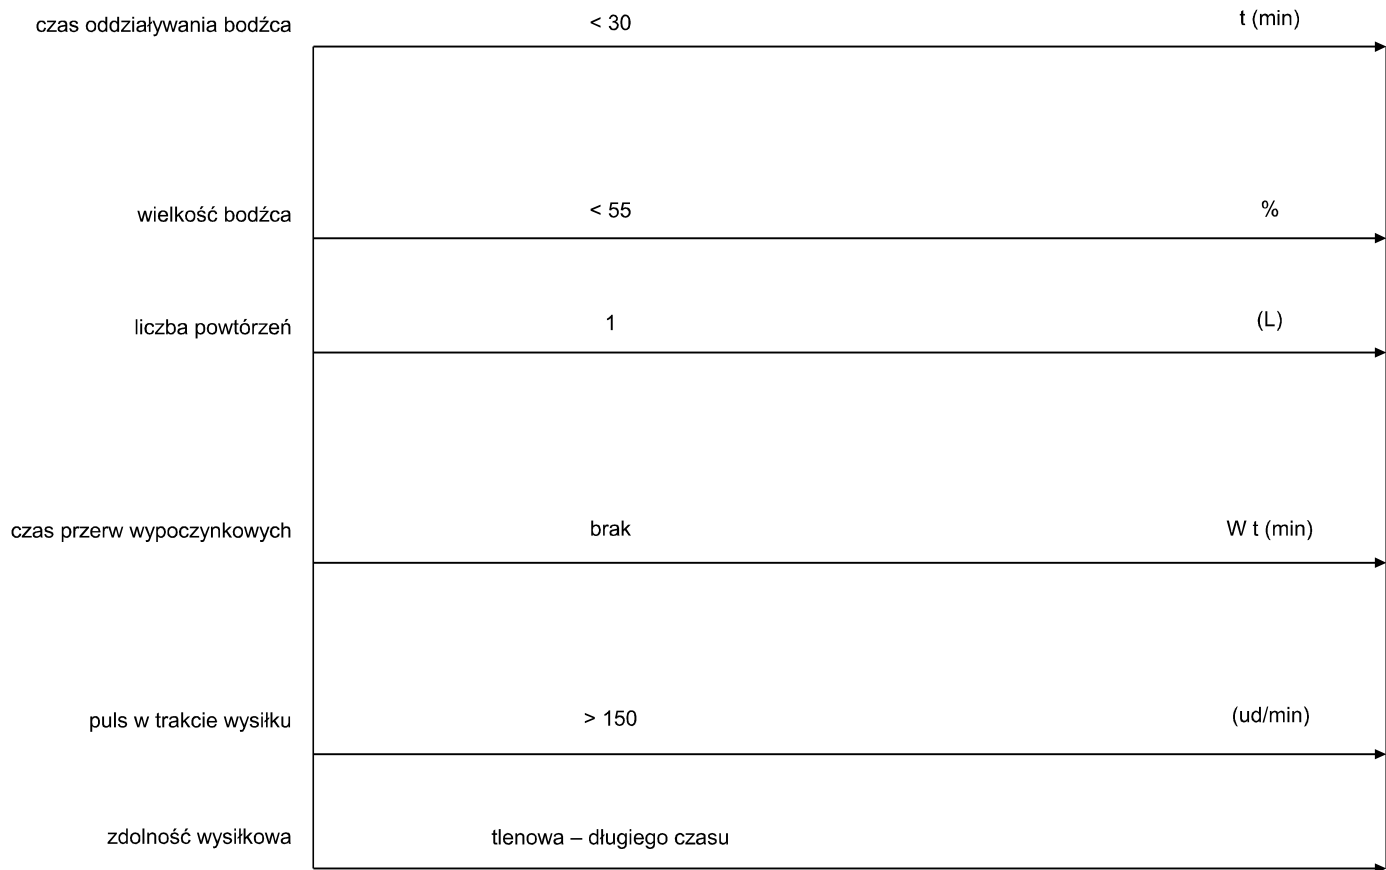 czas oddziaływania bodźca < 30 t (min)
wielkość bodźca < 55 %
liczba powtórzeń 1 (L)
czas przerw wypoczynkowych brak W t (min)
puls w trakcie wysiłku > 150 (ud/min)
zdolność wysiłkowa tlenowa – długiego czasu